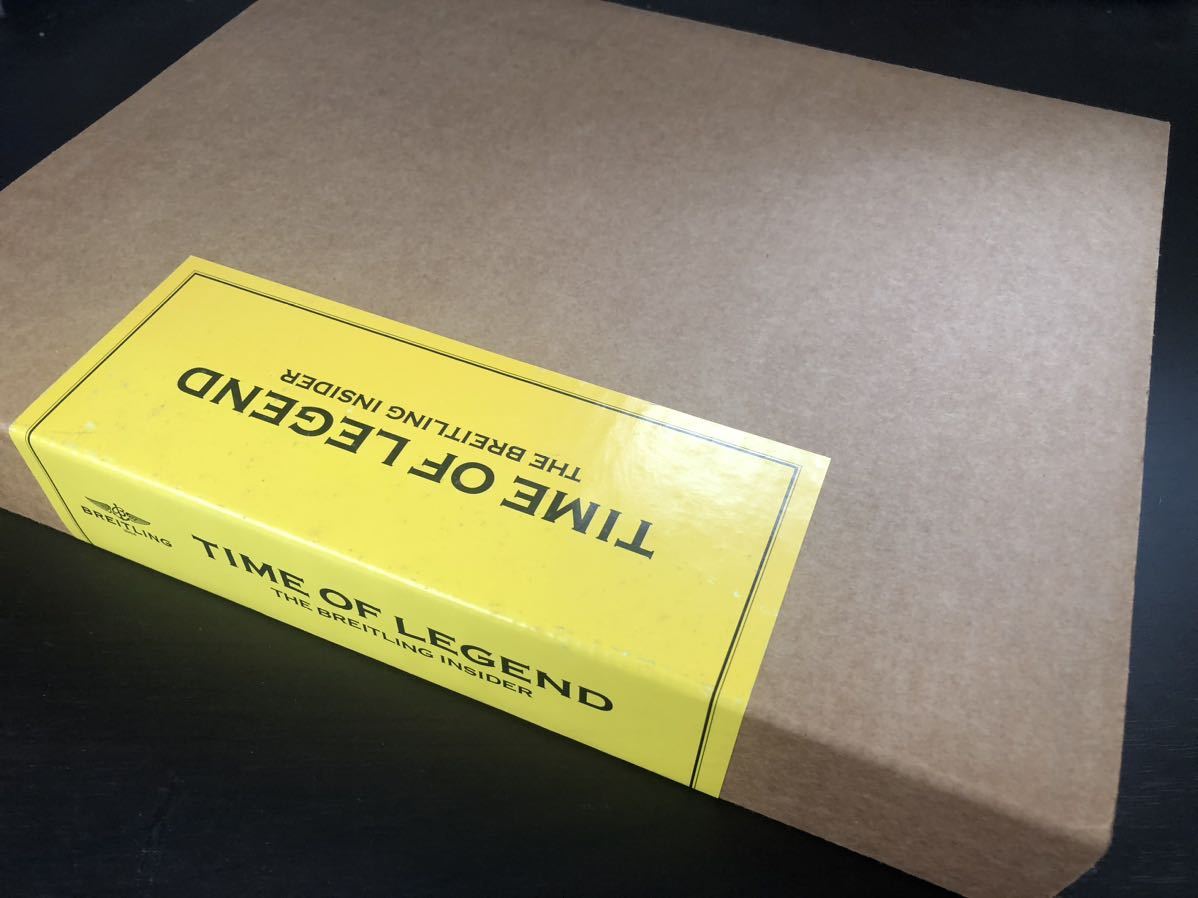 TIME OF LEGEND
THE BREITLING INSIDER
BREITLING
TIME OF LEGEND
THE BREITLING INSIDER